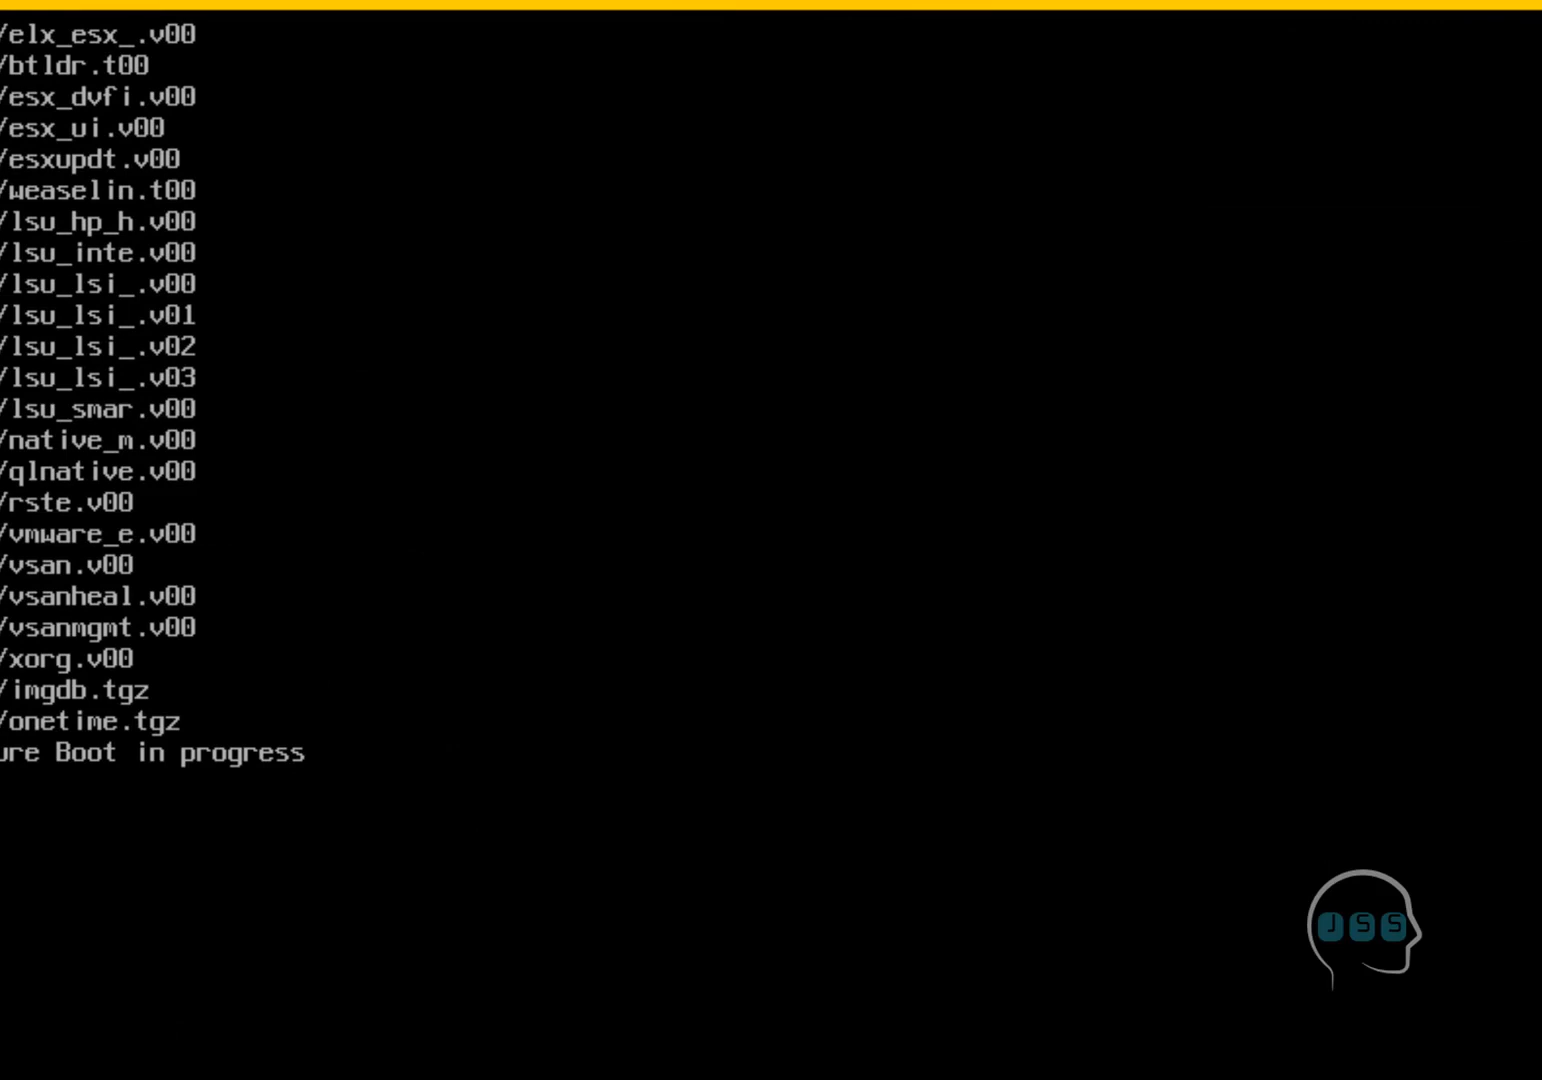 /elx_esx_.v00
/btldr.t00
/esx_dvfi.v00
/esx_ui.v00
/esxupdt.v00
/weaselin.t00
/lsu_hp_h.v00
/lsu_inte.v00
/lsu_lsi_.v00
/lsu_lsi_.v01
/lsu_lsi_.v02
/lsu_lsi_.v03
/lsu_smar.v00
/native_m.v00
/qlnative.v00
/rste.v00
/vmware_e.v00
/vsan.v00
/vsanheal.v00
/vsanmgmt.v00
/xorg.v00
/imgdb.tgz
/onetime.tgz
ure Boot in progress
JSS